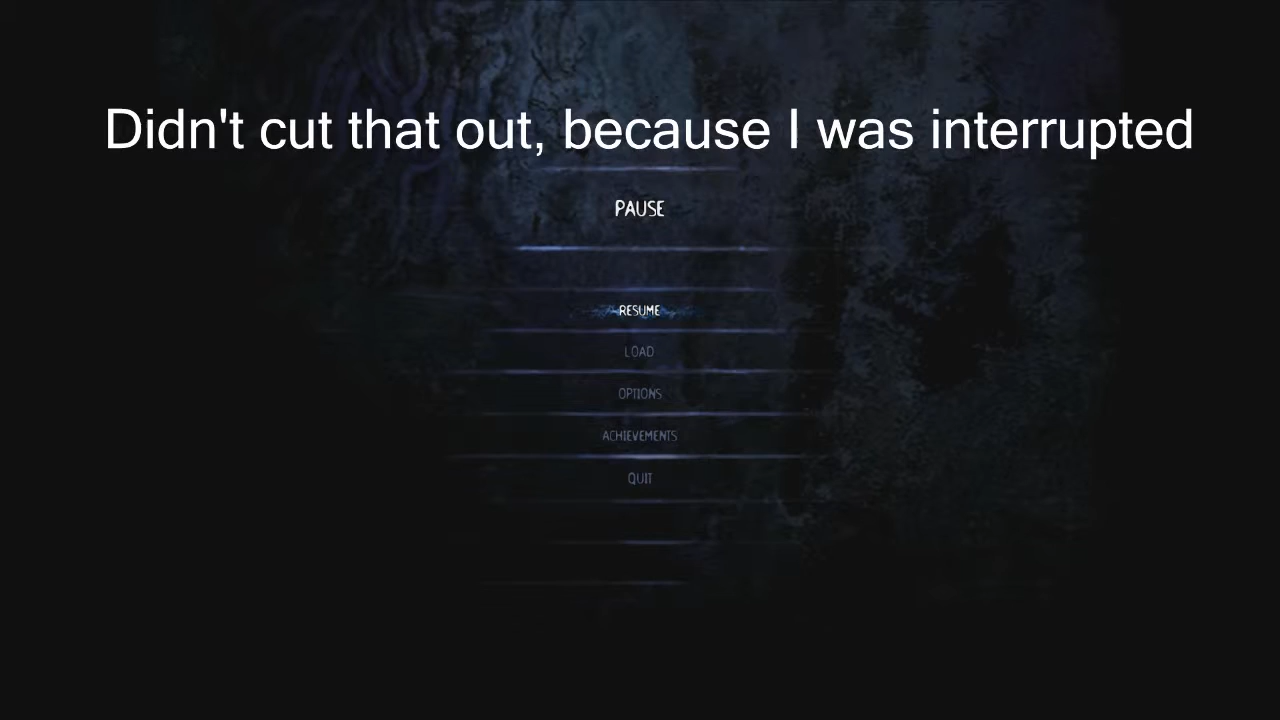 Didn't cut that out, because I was interrupted
PAUSE
RESUME
LOAD
OPTIONS
ACHIEVEMENTS
QUIT